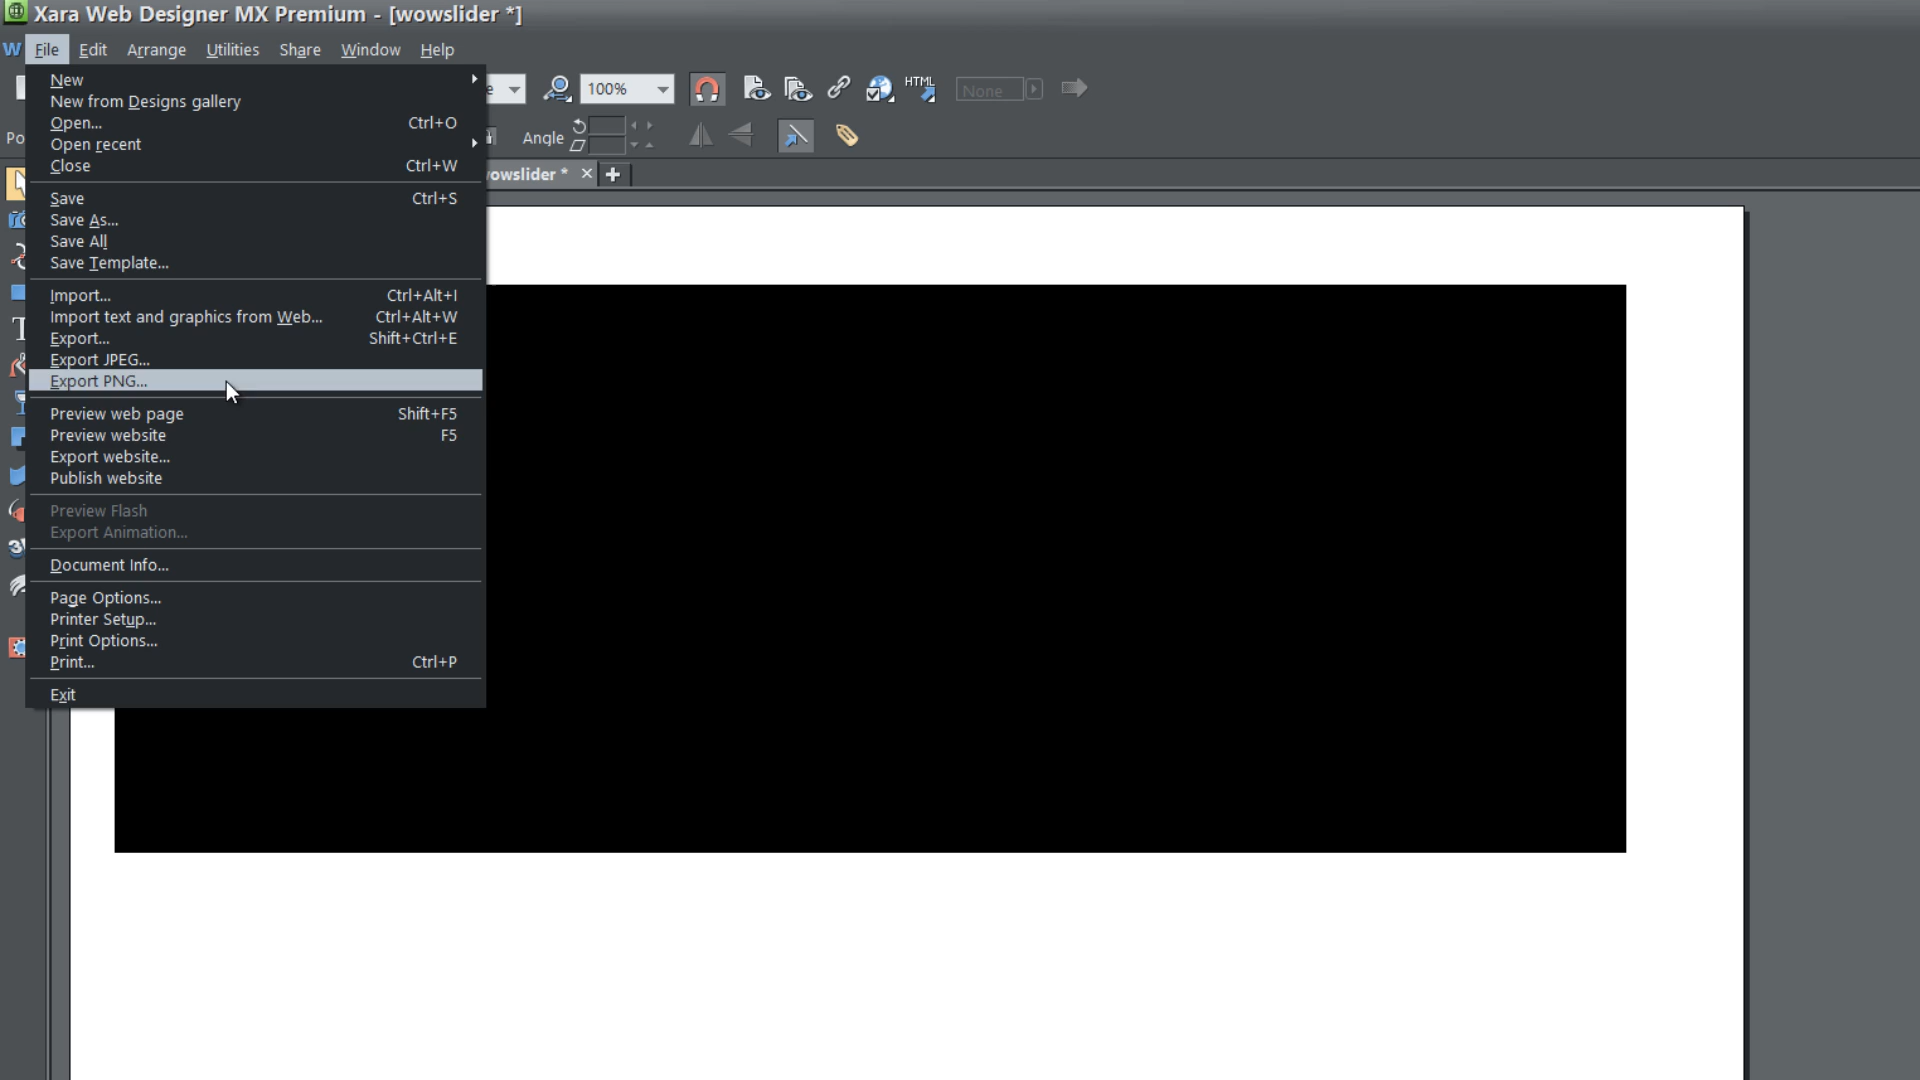 Xara Web Designer MX Premium - [wowslider *]
File Edit Arrange Utilities Share Window Help
New
New from Designs gallery
Open... Ctrl+O
Open recent
Close Ctrl+W
Save Ctrl+S
Save As...
Save All
Save Template...
Import... Ctrl+Alt+I
Import text and graphics from Web... Ctrl+Alt+W
Export... Shift+Ctrl+E
Export JPEG...
Export PNG...
Preview web page Shift+F5
Preview website F5
Export website...
Publish website
Preview Flash
Export Animation...
Document Info...
Page Options...
Printer Setup...
Print Options...
Print... Ctrl+P
Exit
100% HTML None
Angle
owslider *